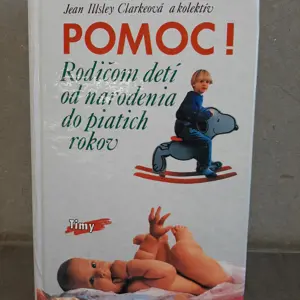 Jean Illsley Clarkeová a kolektív
POMOC!
Rodičom detí
od narodenia
do piatich
rokov
Timy